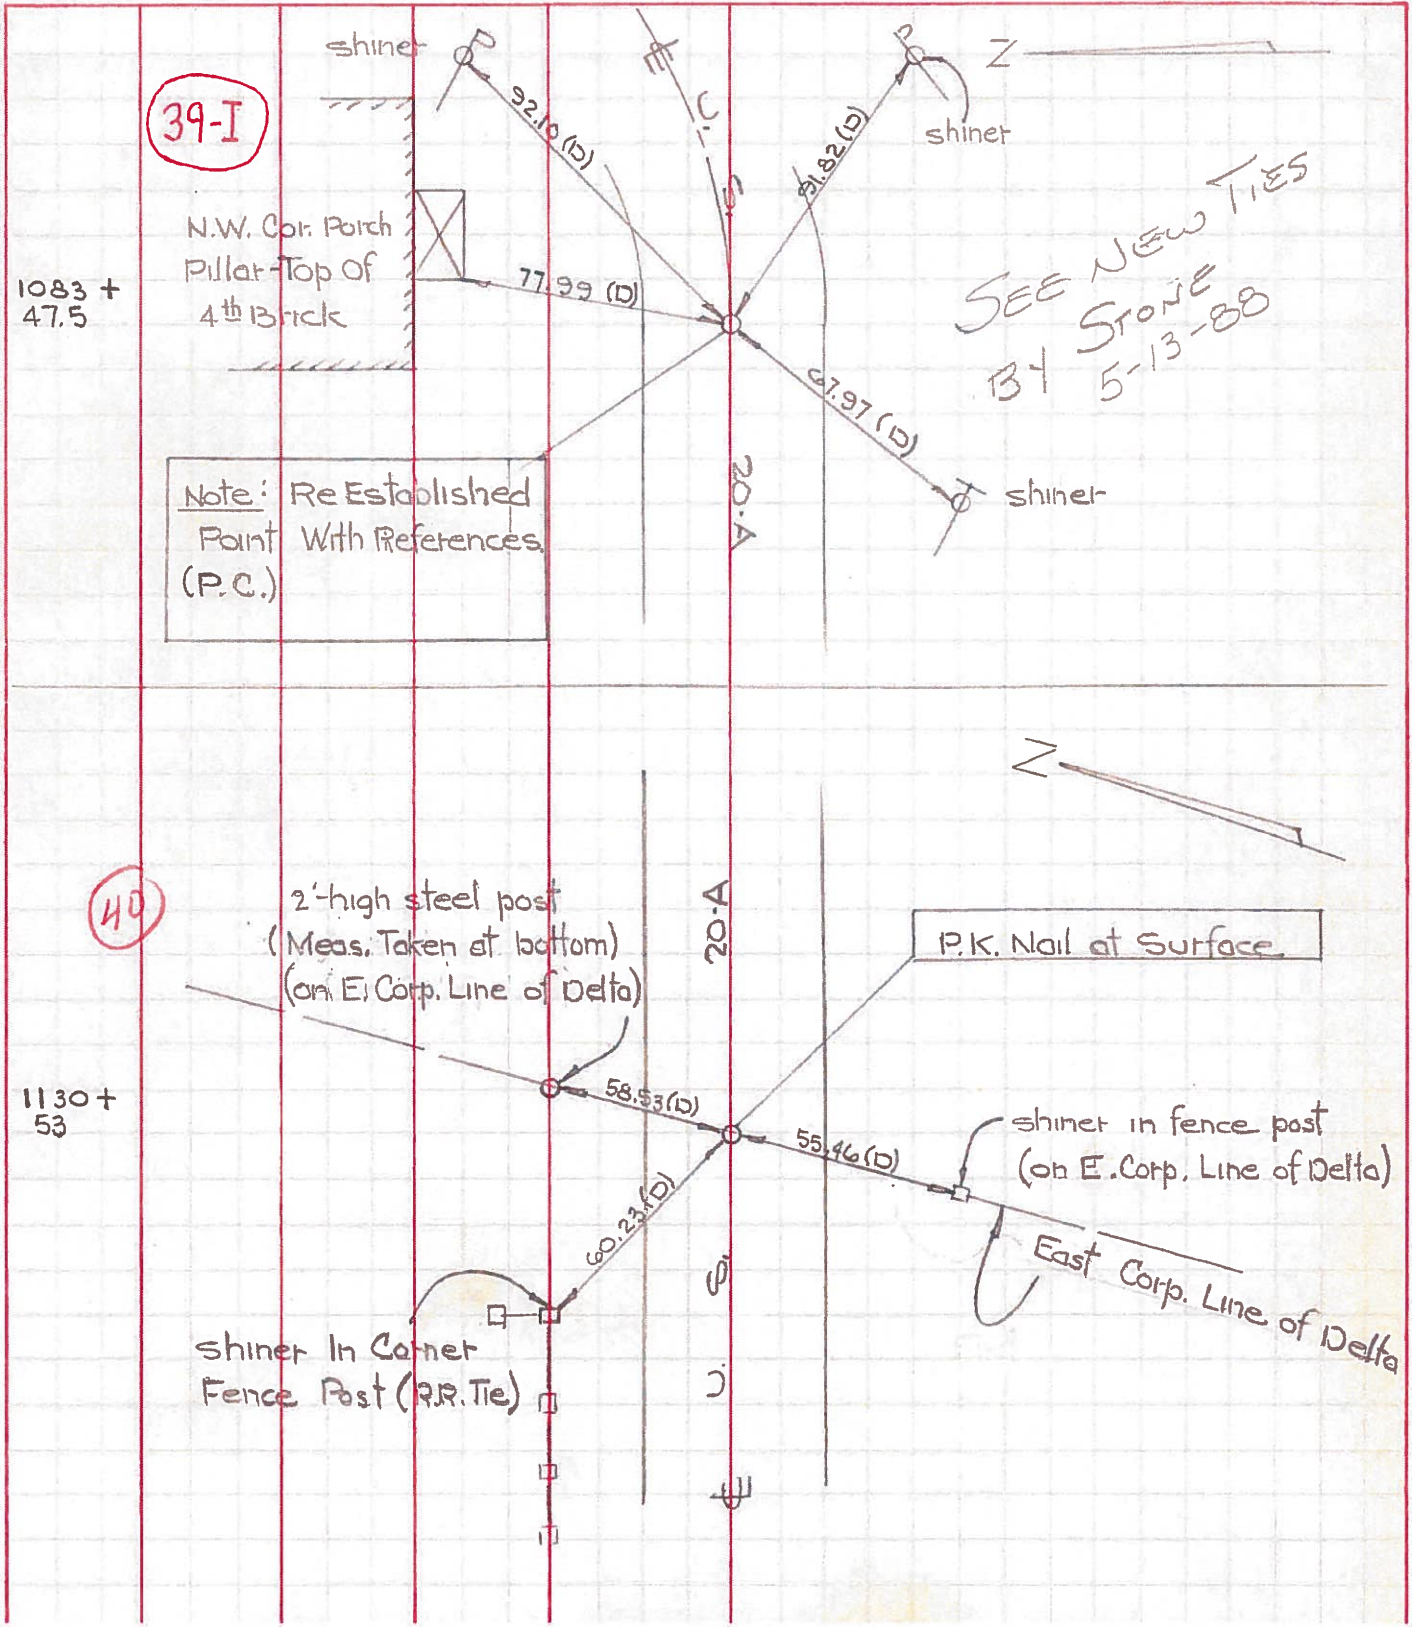 shiner
P
℄
P
Z
39-I
92.10 (D)
C.
91.82 (D)
shiner
S.
SEE NEW TIES
BY STONE
5-13-88
N.W. Cor. Porch
Pillar-Top Of
4th Brick
1083 +
47.5
77.99 (D)
67.97 (D)
20-A
shiner
T
Note: Re Established
Point With References.
(P.C.)
Z
40
2'-high steel post
(Meas. Taken at bottom)
(on E. Corp. Line of Delta)
20-A
P.K. Nail at Surface
1130 +
53
58.53 (D)
55.46 (D)
shiner in fence post
(on E. Corp. Line of Delta)
60.23 (D)
East Corp. Line of Delta
S.
shiner In Corner
Fence Post (R.R. Tie)
C.
℄